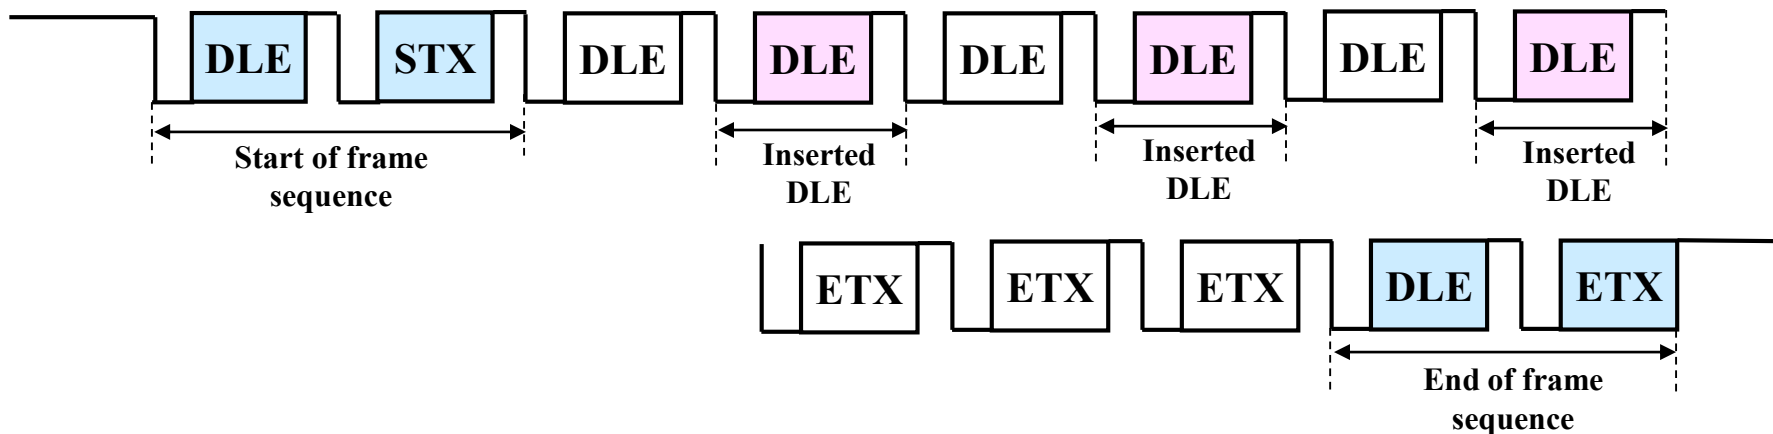 DLE STX DLE DLE DLE DLE DLE DLE
Start of frame
sequence
Inserted
DLE
Inserted
DLE
Inserted
DLE
ETX ETX ETX DLE ETX
End of frame
sequence